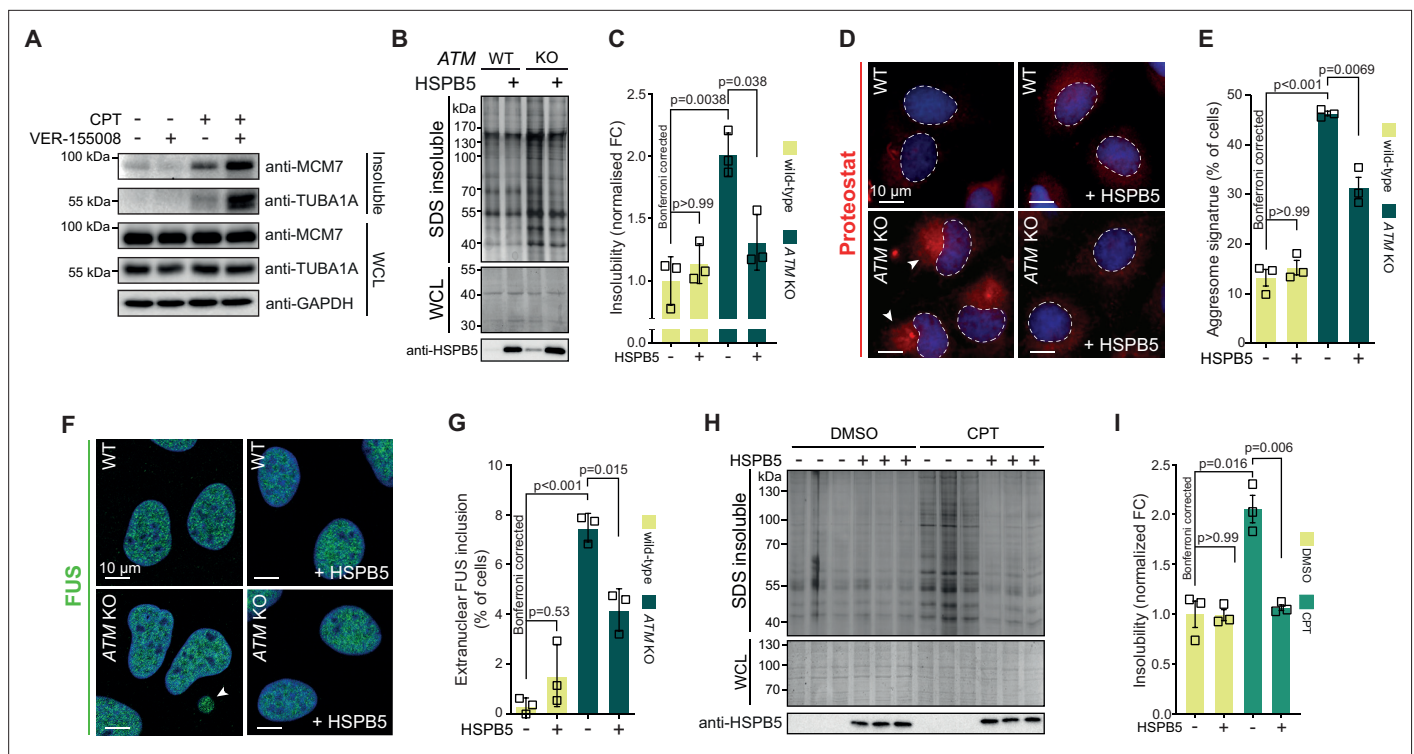 A
CPT - - + +
VER-155008 - + - +
100 kDa
55 kDa
100 kDa
55 kDa
anti-MCM7
anti-TUBA1A
anti-MCM7
anti-TUBA1A
anti-GAPDH
Insoluble
WCL
B
ATM WT KO
HSPB5 + +
kDa
170
130
100
70
55
40
55
40
30
SDS insoluble
WCL
anti-HSPB5
C
Insolubility (normalised FC)
2.5
2.0
1.5
1.0
0.0
Bonferroni corrected
p=0.038
p=0.0038
p>0.99
HSPB5 - + - +
wild-type
ATM KO
D
Proteostat
WT
10 µm
WT
+ HSPB5
ATM KO
ATM KO
+ HSPB5
E
Aggresome signatrue (% of cells)
50
40
30
20
10
0
Bonferroni corrected
p=0.0069
p<0.001
p>0.99
HSPB5 - + - +
wild-type
ATM KO
F
FUS
WT
10 µm
WT
+ HSPB5
ATM KO
ATM KO
+ HSPB5
G
Extranuclear FUS inclusion
(% of cells)
10
8
6
4
2
0
Bonferroni corrected
p=0.015
p<0.001
p=0.53
HSPB5 - + - +
wild-type
ATM KO
H
DMSO CPT
HSPB5 - - - + + + - - - + + +
kDa
130
100
70
55
40
130
100
70
SDS insoluble
WCL
anti-HSPB5
I
Insolubility (normalized FC)
2.5
2.0
1.5
1.0
0.5
0.0
Bonferroni corrected
p=0.006
p=0.016
p>0.99
HSPB5 - + - +
DMSO
CPT